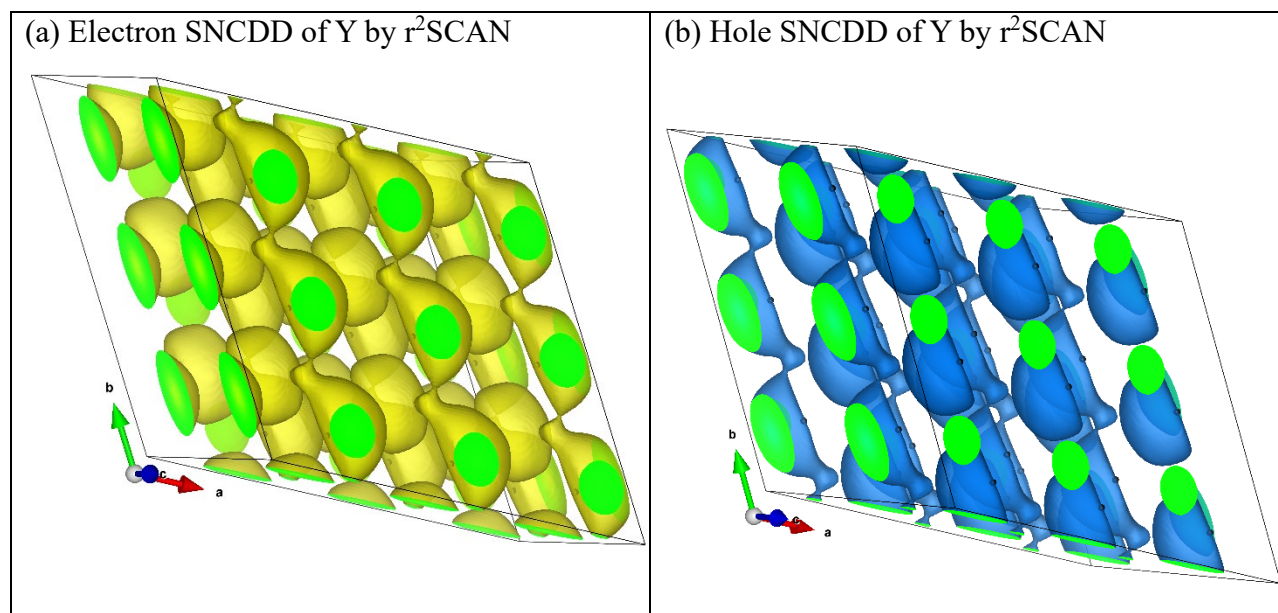 (a) Electron SNCDD of Y by r²SCAN
(b) Hole SNCDD of Y by r²SCAN
b
c
a
b
c
a